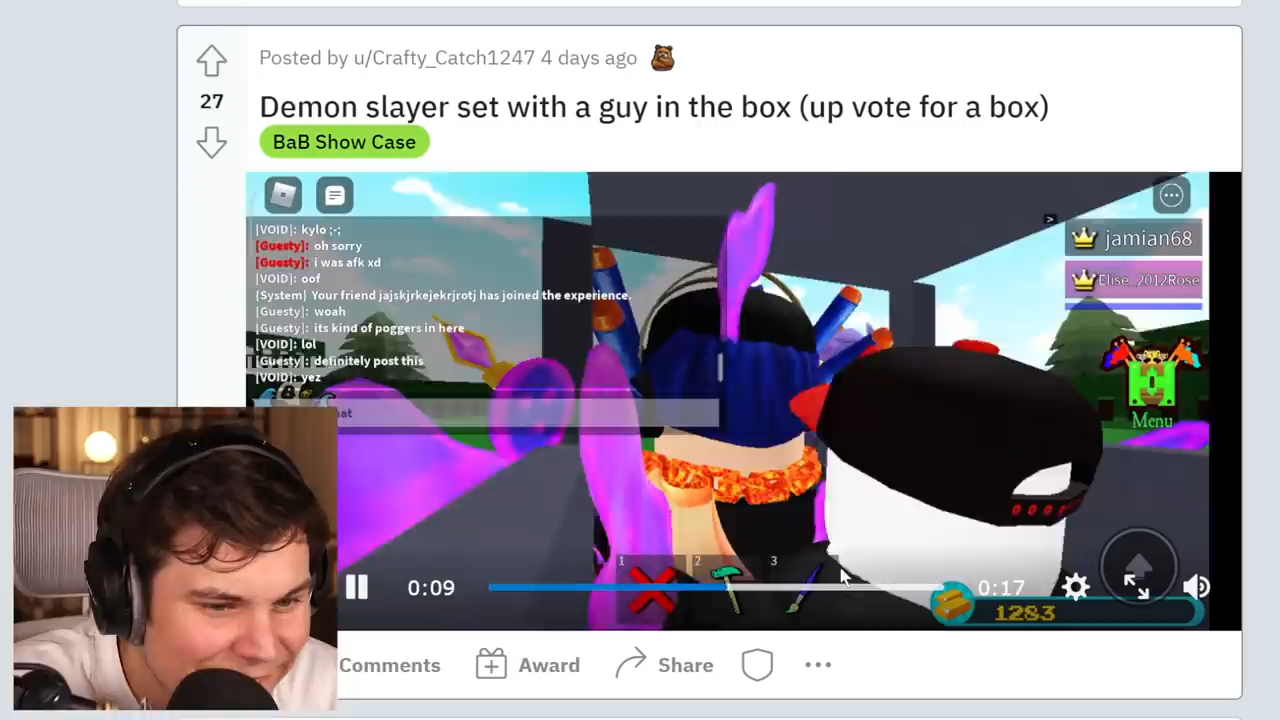 Posted by u/Crafty_Catch1247 4 days ago
27
Demon slayer set with a guy in the box (up vote for a box)
BaB Show Case
[VOID]: kylo ;-;
[Guesty]: oh sorry
[Guesty]: i was afk xd
[VOID]: oof
[System] Your friend jajskjrkejekrjrotj has joined the experience.
[Guesty]: woah
[Guesty]: its kind of poggers in here
[VOID]: lol
[Guesty]: definitely post this
[VOID]: yez
jamian68
Elise_2012Rose
Menu
1
2
3
0:09
0:17
1283
Comments
Award
Share